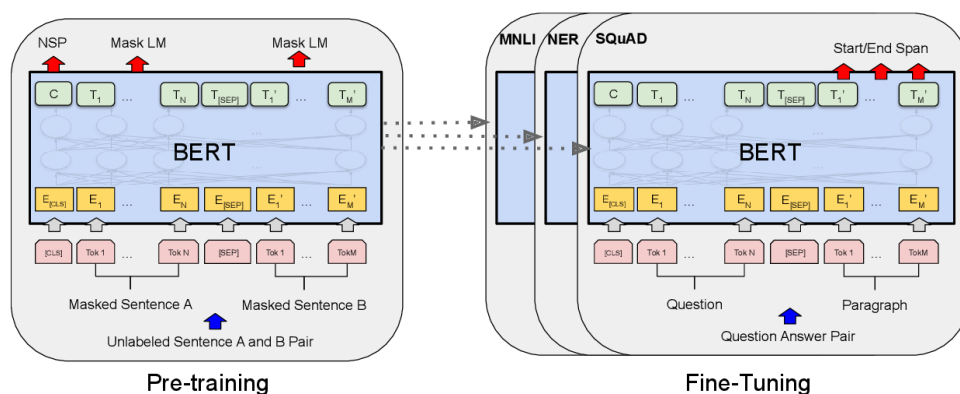 NSP Mask LM Mask LM
C T1 ... TN T[SEP] T1' ... TM'
...
BERT
...
E[CLS] E1 ... EN E[SEP] E1' ... EM'
[CLS] Tok 1 ... Tok N [SEP] Tok 1 ... TokM
Masked Sentence A Masked Sentence B
Unlabeled Sentence A and B Pair
Pre-training
MNLI NER SQuAD
Start/End Span
C T1 ... TN T[SEP] T1' ... TM'
...
BERT
...
E[CLS] E1 ... EN E[SEP] E1' ... EM'
[CLS] Tok 1 ... Tok N [SEP] Tok 1 ... TokM
Question Paragraph
Question Answer Pair
Fine-Tuning